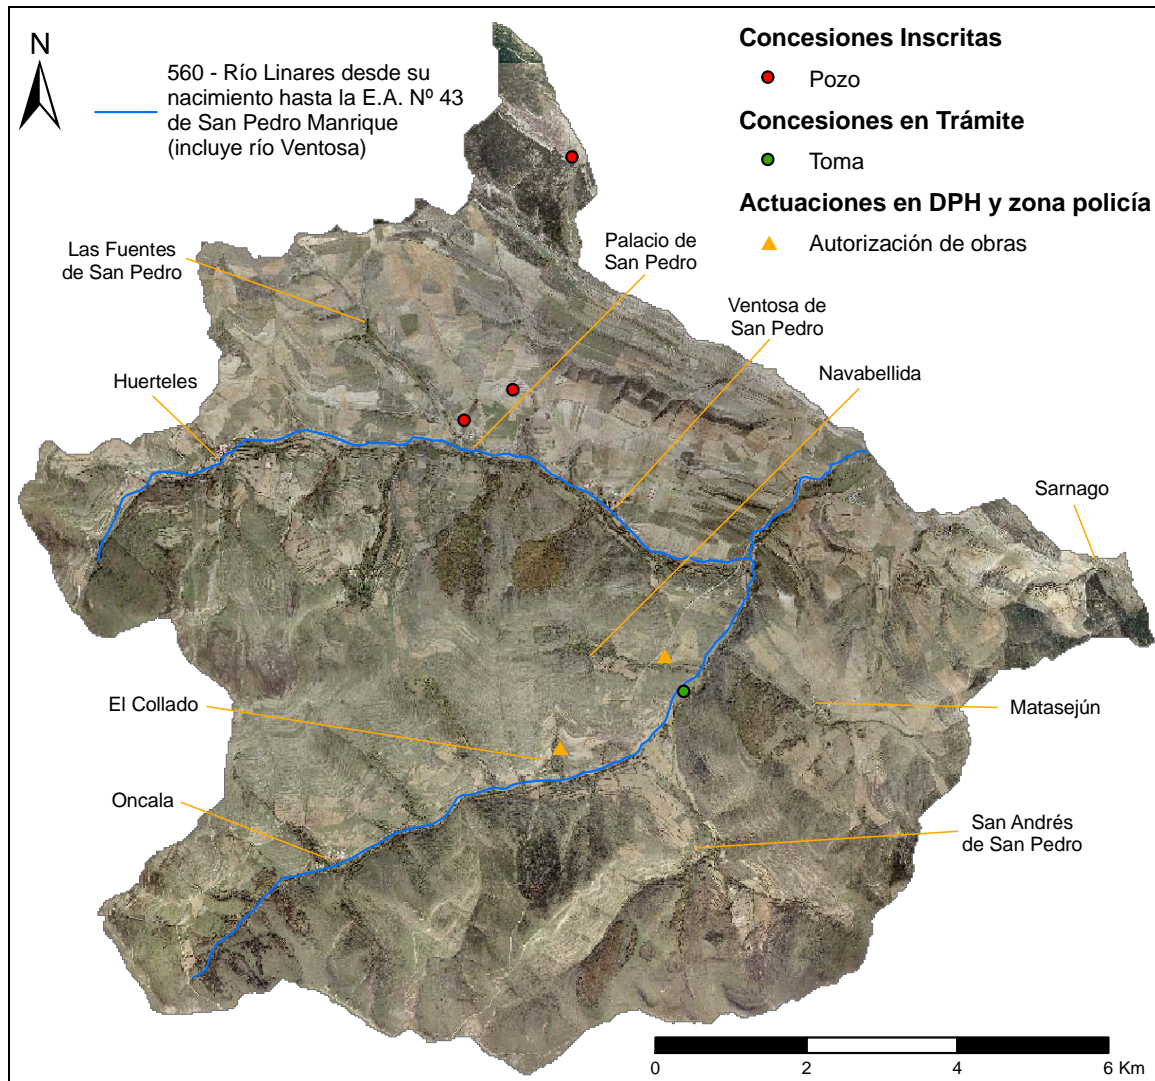 N
560 - Río Linares desde su
nacimiento hasta la E.A. Nº 43
de San Pedro Manrique
(incluye río Ventosa)
Concesiones Inscritas
Pozo
Concesiones en Trámite
Toma
Actuaciones en DPH y zona policía
Autorización de obras
Las Fuentes
de San Pedro
Palacio de
San Pedro
Ventosa de
San Pedro
Navabellida
Huerteles
Sarnago
El Collado
Matasejún
Oncala
San Andrés
de San Pedro
0 2 4 6 Km